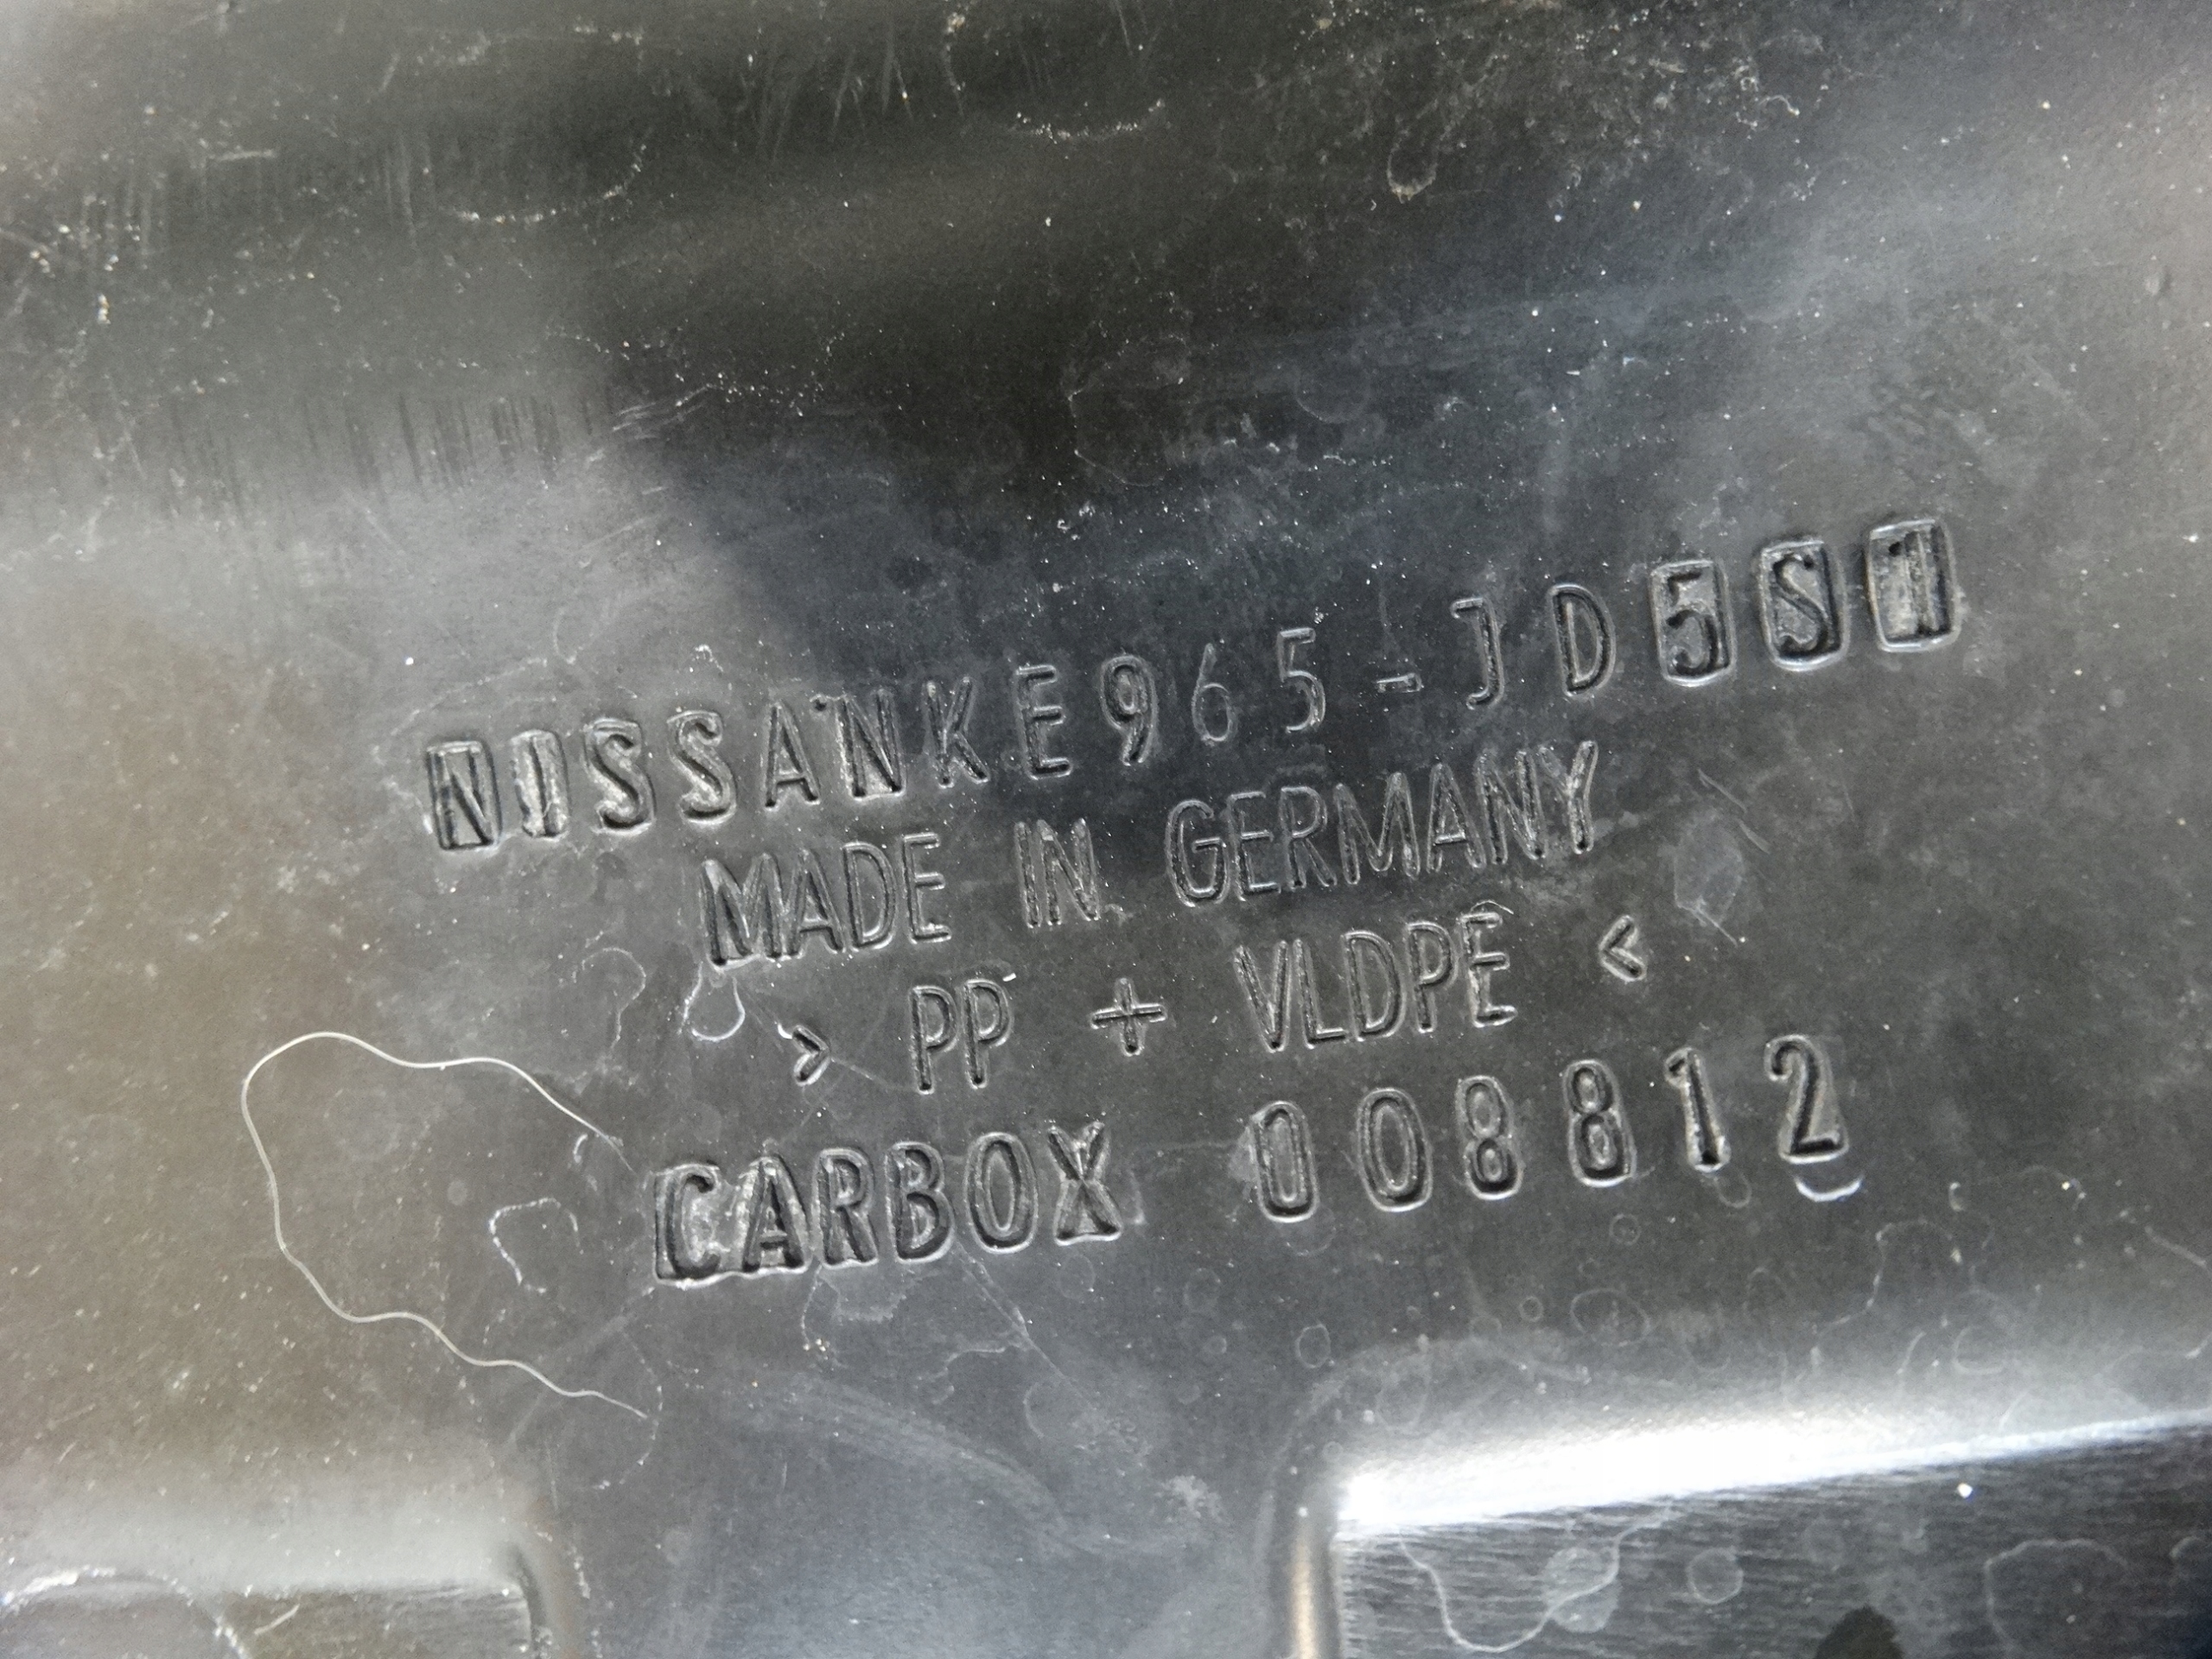 NISSANKE965-JD5S1
MADE IN GERMANY
> PP + VLDPE <
CARBOX 008812